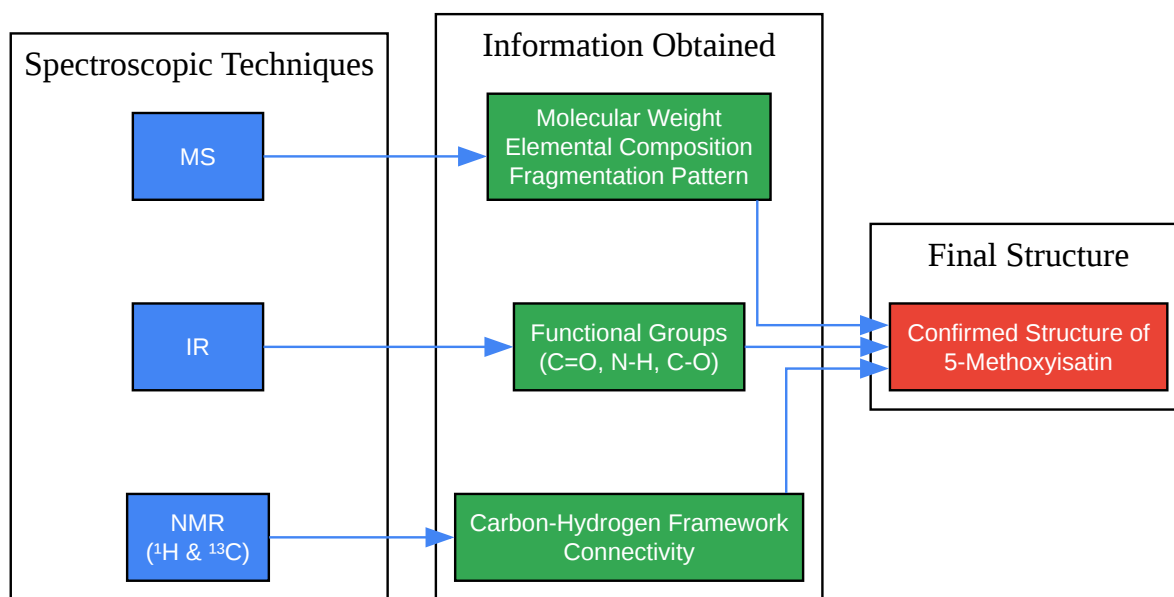 Spectroscopic Techniques
MS
IR
NMR
(¹H & ¹³C)
Information Obtained
Molecular Weight
Elemental Composition
Fragmentation Pattern
Functional Groups
(C=O, N-H, C-O)
Carbon-Hydrogen Framework
Connectivity
Final Structure
Confirmed Structure of
5-Methoxyisatin